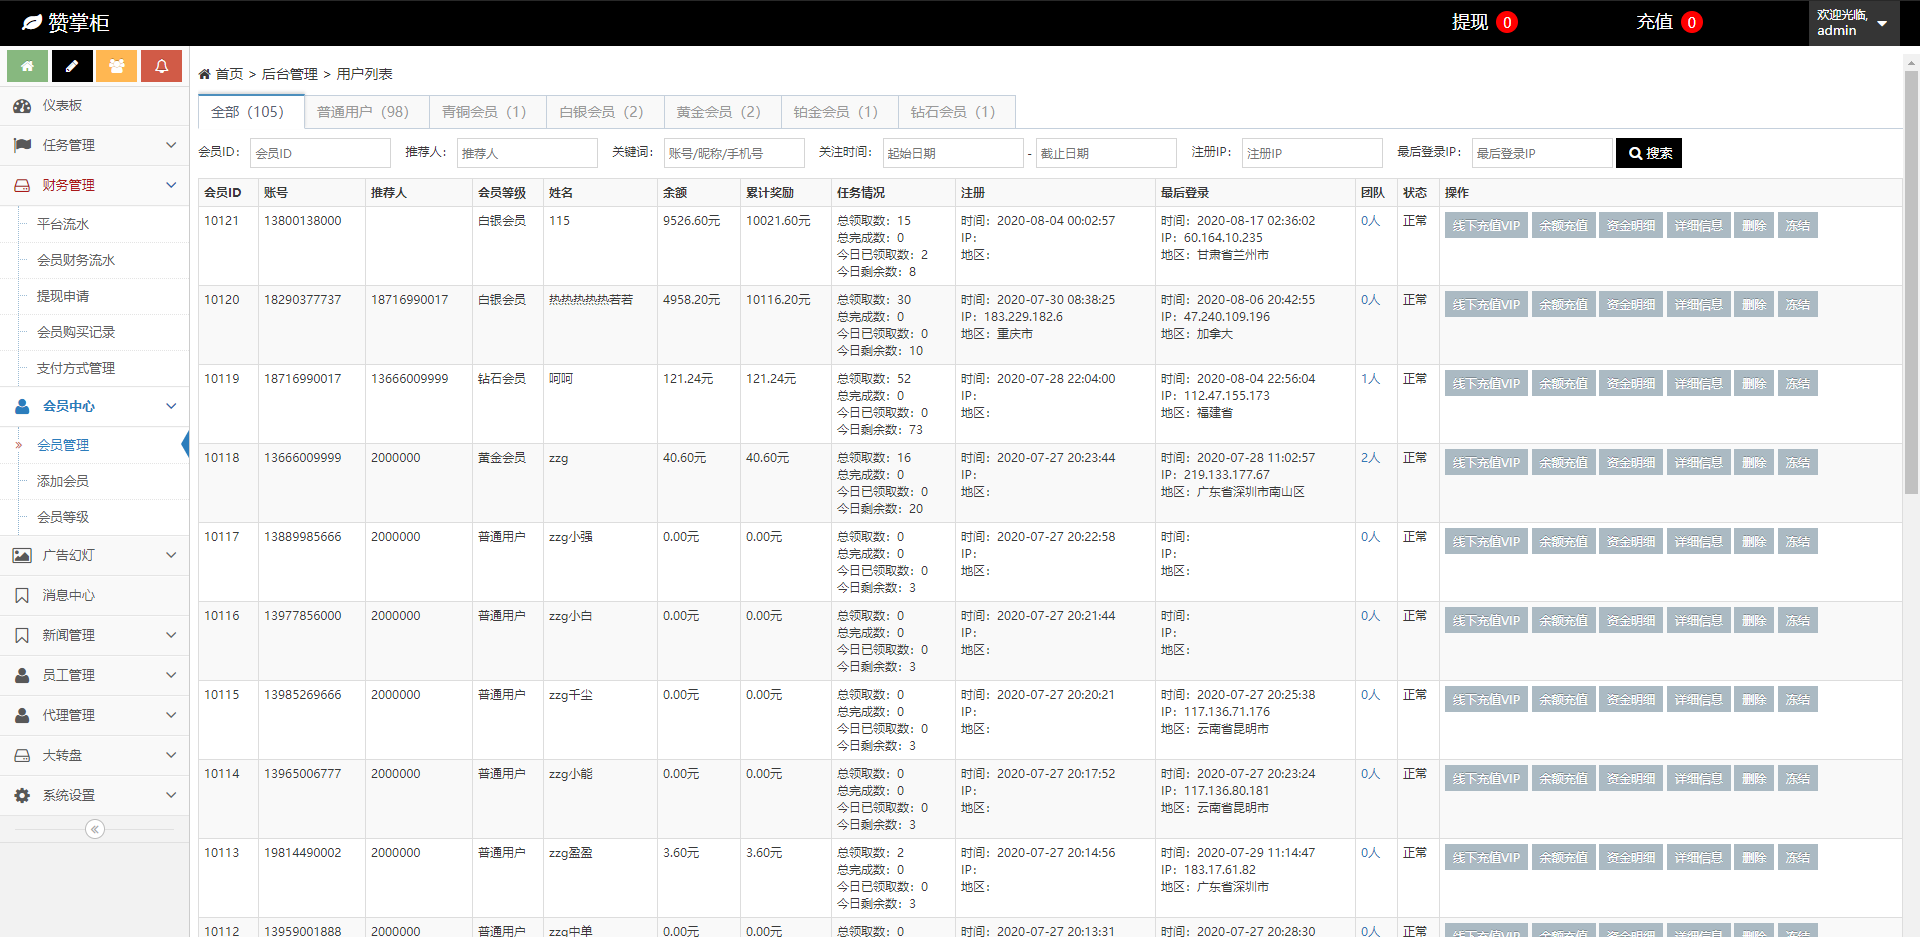 赞掌柜
提现 0
充值 0
欢迎光临,
admin
首页 > 后台管理 > 用户列表
仪表板
任务管理
财务管理
平台流水
会员财务流水
提现申请
会员购买记录
支付方式管理
会员中心
会员管理
添加会员
会员等级
广告幻灯
消息中心
新闻管理
员工管理
代理管理
大转盘
系统设置
全部（105） 普通用户（98） 青铜会员（1） 白银会员（2） 黄金会员（2） 铂金会员（1） 钻石会员（1）
会员ID： 会员ID 推荐人： 推荐人 关键词： 账号/昵称/手机号 关注时间： 起始日期 - 截止日期 注册IP： 注册IP 最后登录IP： 最后登录IP 搜索
会员ID 账号 推荐人 会员等级 姓名 余额 累计奖励 任务情况 注册 最后登录 团队 状态 操作
10121 13800138000 白银会员 115 9526.60元 10021.60元 总领取数：15 时间：2020-08-04 00:02:57 时间：2020-08-17 02:36:02 0人 正常 线下充值VIP 余额充值 资金明细 详细信息 删除 冻结
总完成数：0 IP： IP：60.164.10.235
今日已领取数：2 地区： 地区：甘肃省兰州市
今日剩余数：8
10120 18290377737 18716990017 白银会员 热热热热热若若 4958.20元 10116.20元 总领取数：30 时间：2020-07-30 08:38:25 时间：2020-08-06 20:42:55 0人 正常 线下充值VIP 余额充值 资金明细 详细信息 删除 冻结
总完成数：0 IP：183.229.182.6 IP：47.240.109.196
今日已领取数：0 地区：重庆市 地区：加拿大
今日剩余数：10
10119 18716990017 13666009999 钻石会员 呵呵 121.24元 121.24元 总领取数：52 时间：2020-07-28 22:04:00 时间：2020-08-04 22:56:04 1人 正常 线下充值VIP 余额充值 资金明细 详细信息 删除 冻结
总完成数：0 IP： IP：112.47.155.173
今日已领取数：0 地区： 地区：福建省
今日剩余数：73
10118 13666009999 2000000 黄金会员 zzg 40.60元 40.60元 总领取数：16 时间：2020-07-27 20:23:44 时间：2020-07-28 11:02:57 2人 正常 线下充值VIP 余额充值 资金明细 详细信息 删除 冻结
总完成数：0 IP： IP：219.133.177.67
今日已领取数：0 地区： 地区：广东省深圳市南山区
今日剩余数：20
10117 13889985666 2000000 普通用户 zzg小强 0.00元 0.00元 总领取数：0 时间：2020-07-27 20:22:58 时间： 0人 正常 线下充值VIP 余额充值 资金明细 详细信息 删除 冻结
总完成数：0 IP： IP：
今日已领取数：0 地区： 地区：
今日剩余数：3
10116 13977856000 2000000 普通用户 zzg小白 0.00元 0.00元 总领取数：0 时间：2020-07-27 20:21:44 时间： 0人 正常 线下充值VIP 余额充值 资金明细 详细信息 删除 冻结
总完成数：0 IP： IP：
今日已领取数：0 地区： 地区：
今日剩余数：3
10115 13985269666 2000000 普通用户 zzg千尘 0.00元 0.00元 总领取数：0 时间：2020-07-27 20:20:21 时间：2020-07-27 20:25:38 0人 正常 线下充值VIP 余额充值 资金明细 详细信息 删除 冻结
总完成数：0 IP： IP：117.136.71.176
今日已领取数：0 地区： 地区：云南省昆明市
今日剩余数：3
10114 13965006777 2000000 普通用户 zzg小能 0.00元 0.00元 总领取数：0 时间：2020-07-27 20:17:52 时间：2020-07-27 20:23:24 0人 正常 线下充值VIP 余额充值 资金明细 详细信息 删除 冻结
总完成数：0 IP： IP：117.136.80.181
今日已领取数：0 地区： 地区：云南省昆明市
今日剩余数：3
10113 19814490002 2000000 普通用户 zzg盈盈 3.60元 3.60元 总领取数：2 时间：2020-07-27 20:14:56 时间：2020-07-29 11:14:47 0人 正常 线下充值VIP 余额充值 资金明细 详细信息 删除 冻结
总完成数：0 IP： IP：183.17.61.82
今日已领取数：0 地区： 地区：广东省深圳市
今日剩余数：3
10112 13959001888 2000000 普通用户 zzg中单 0.00元 0.00元 总领取数：0 时间：2020-07-27 20:13:31 时间：2020-07-27 20:28:30 0人 正常 线下充值VIP 余额充值 资金明细 详细信息 删除 冻结